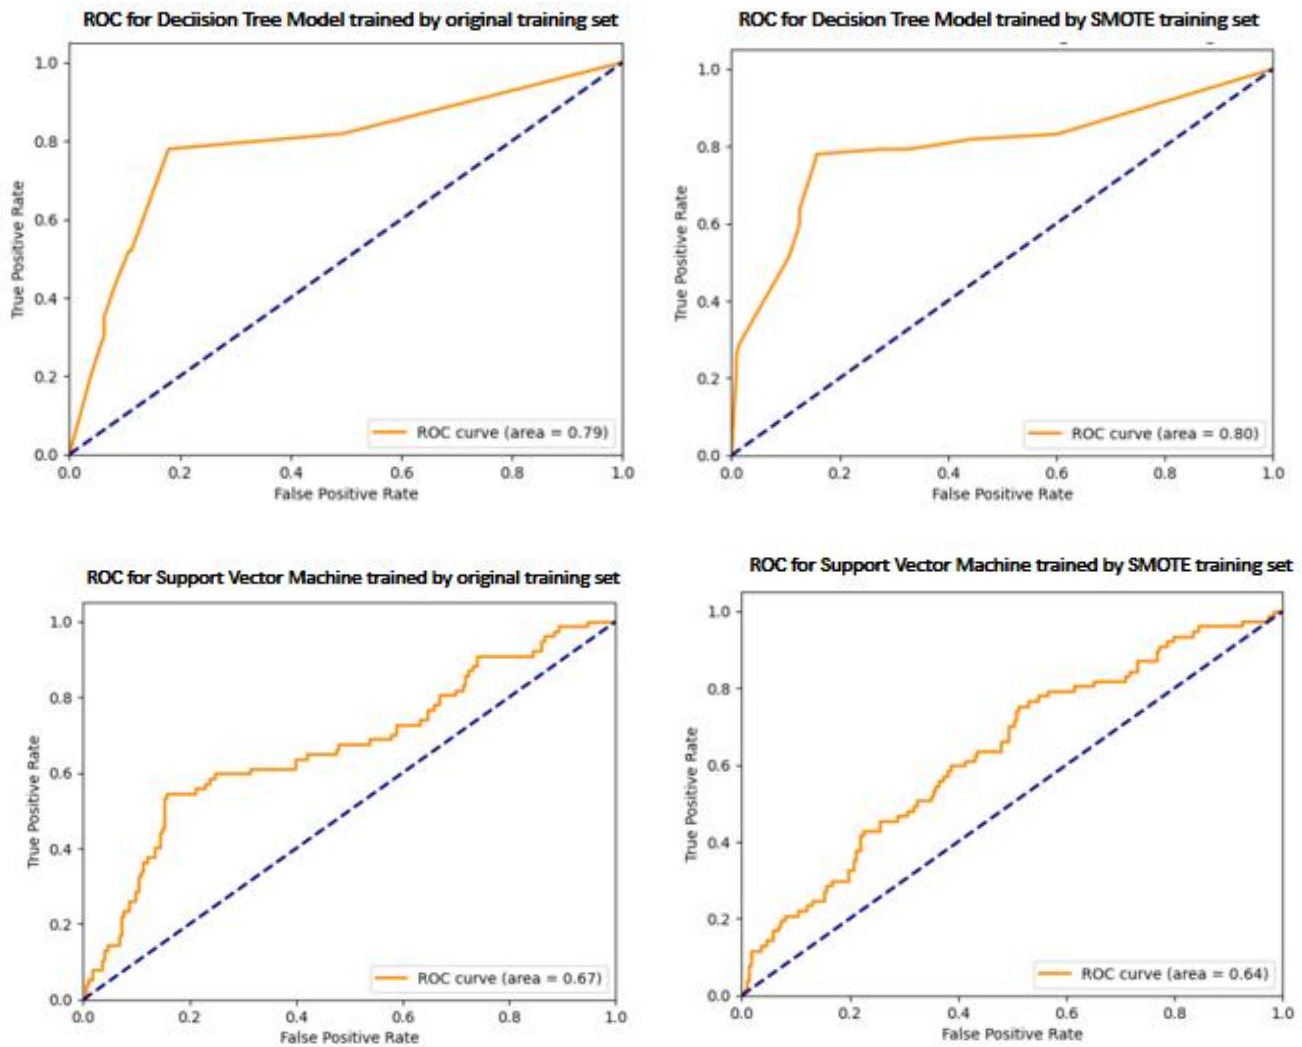 ROC for Deciision Tree Model trained by original training set
1.0
0.8
0.6
0.4
0.2
0.0
True Positive Rate
ROC curve (area = 0.79)
0.0 0.2 0.4 0.6 0.8 1.0
False Positive Rate
ROC for Decision Tree Model trained by SMOTE training set
1.0
0.8
0.6
0.4
0.2
0.0
True Positive Rate
ROC curve (area = 0.80)
0.0 0.2 0.4 0.6 0.8 1.0
False Positive Rate
ROC for Support Vector Machine trained by original training set
1.0
0.8
0.6
0.4
0.2
0.0
True Positive Rate
ROC curve (area = 0.67)
0.0 0.2 0.4 0.6 0.8 1.0
False Positive Rate
ROC for Support Vector Machine trained by SMOTE training set
1.0
0.8
0.6
0.4
0.2
0.0
True Positive Rate
ROC curve (area = 0.64)
0.0 0.2 0.4 0.6 0.8 1.0
False Positive Rate